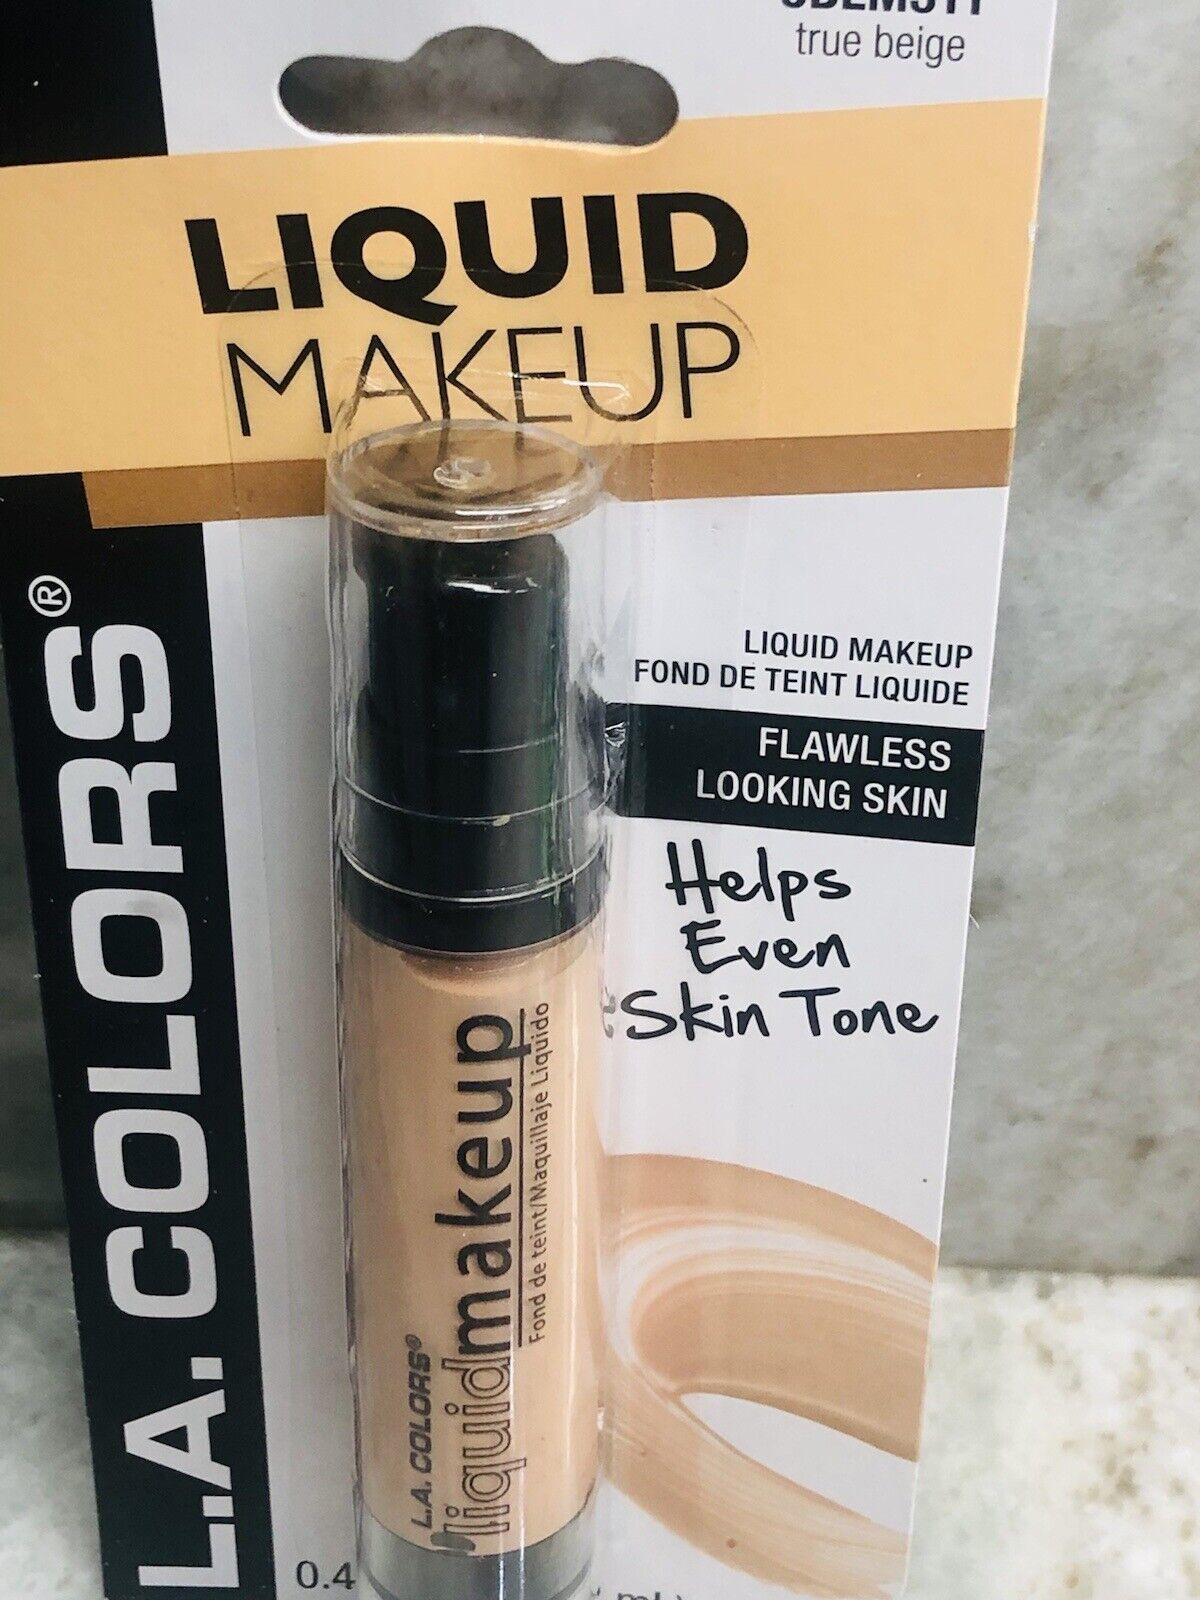 true beige
LIQUID
MAKEUP
L.A. COLORS®
LIQUID MAKEUP
FOND DE TEINT LIQUIDE
FLAWLESS
LOOKING SKIN
Helps
Even
Skin Tone
L.A. COLORS®
liquidmakeup
Fond de teint/Maquillaje Liquido
0.4